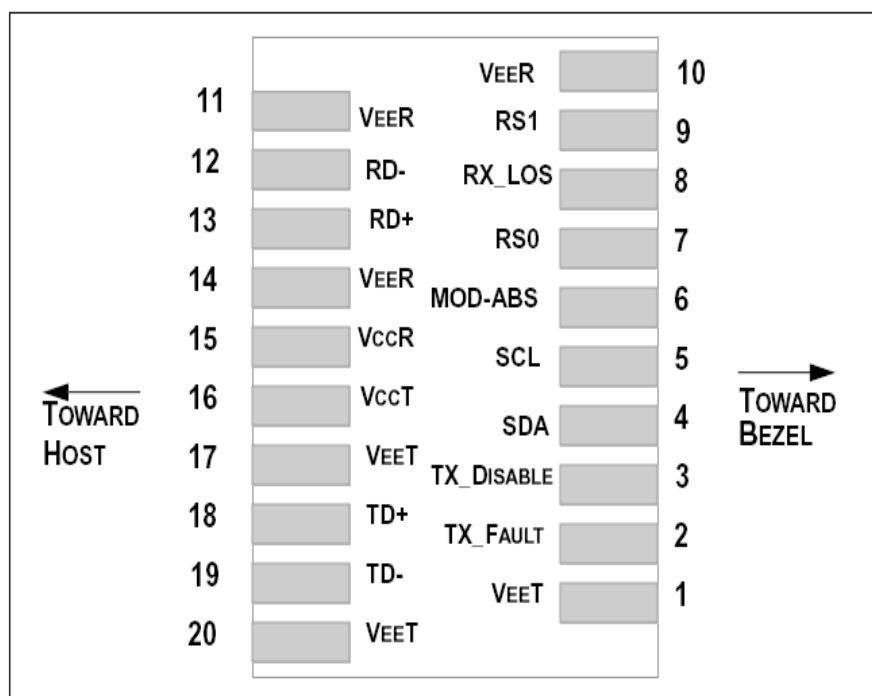 11 VEER
12 RD-
13 RD+
14 VEER
15 VCCR
16 VCCT
17 VEET
18 TD+
19 TD-
20 VEET
VEER 10
RS1 9
RX_LOS 8
RS0 7
MOD-ABS 6
SCL 5
SDA 4
TX_DISABLE 3
TX_FAULT 2
VEET 1
TOWARD
HOST
TOWARD
BEZEL